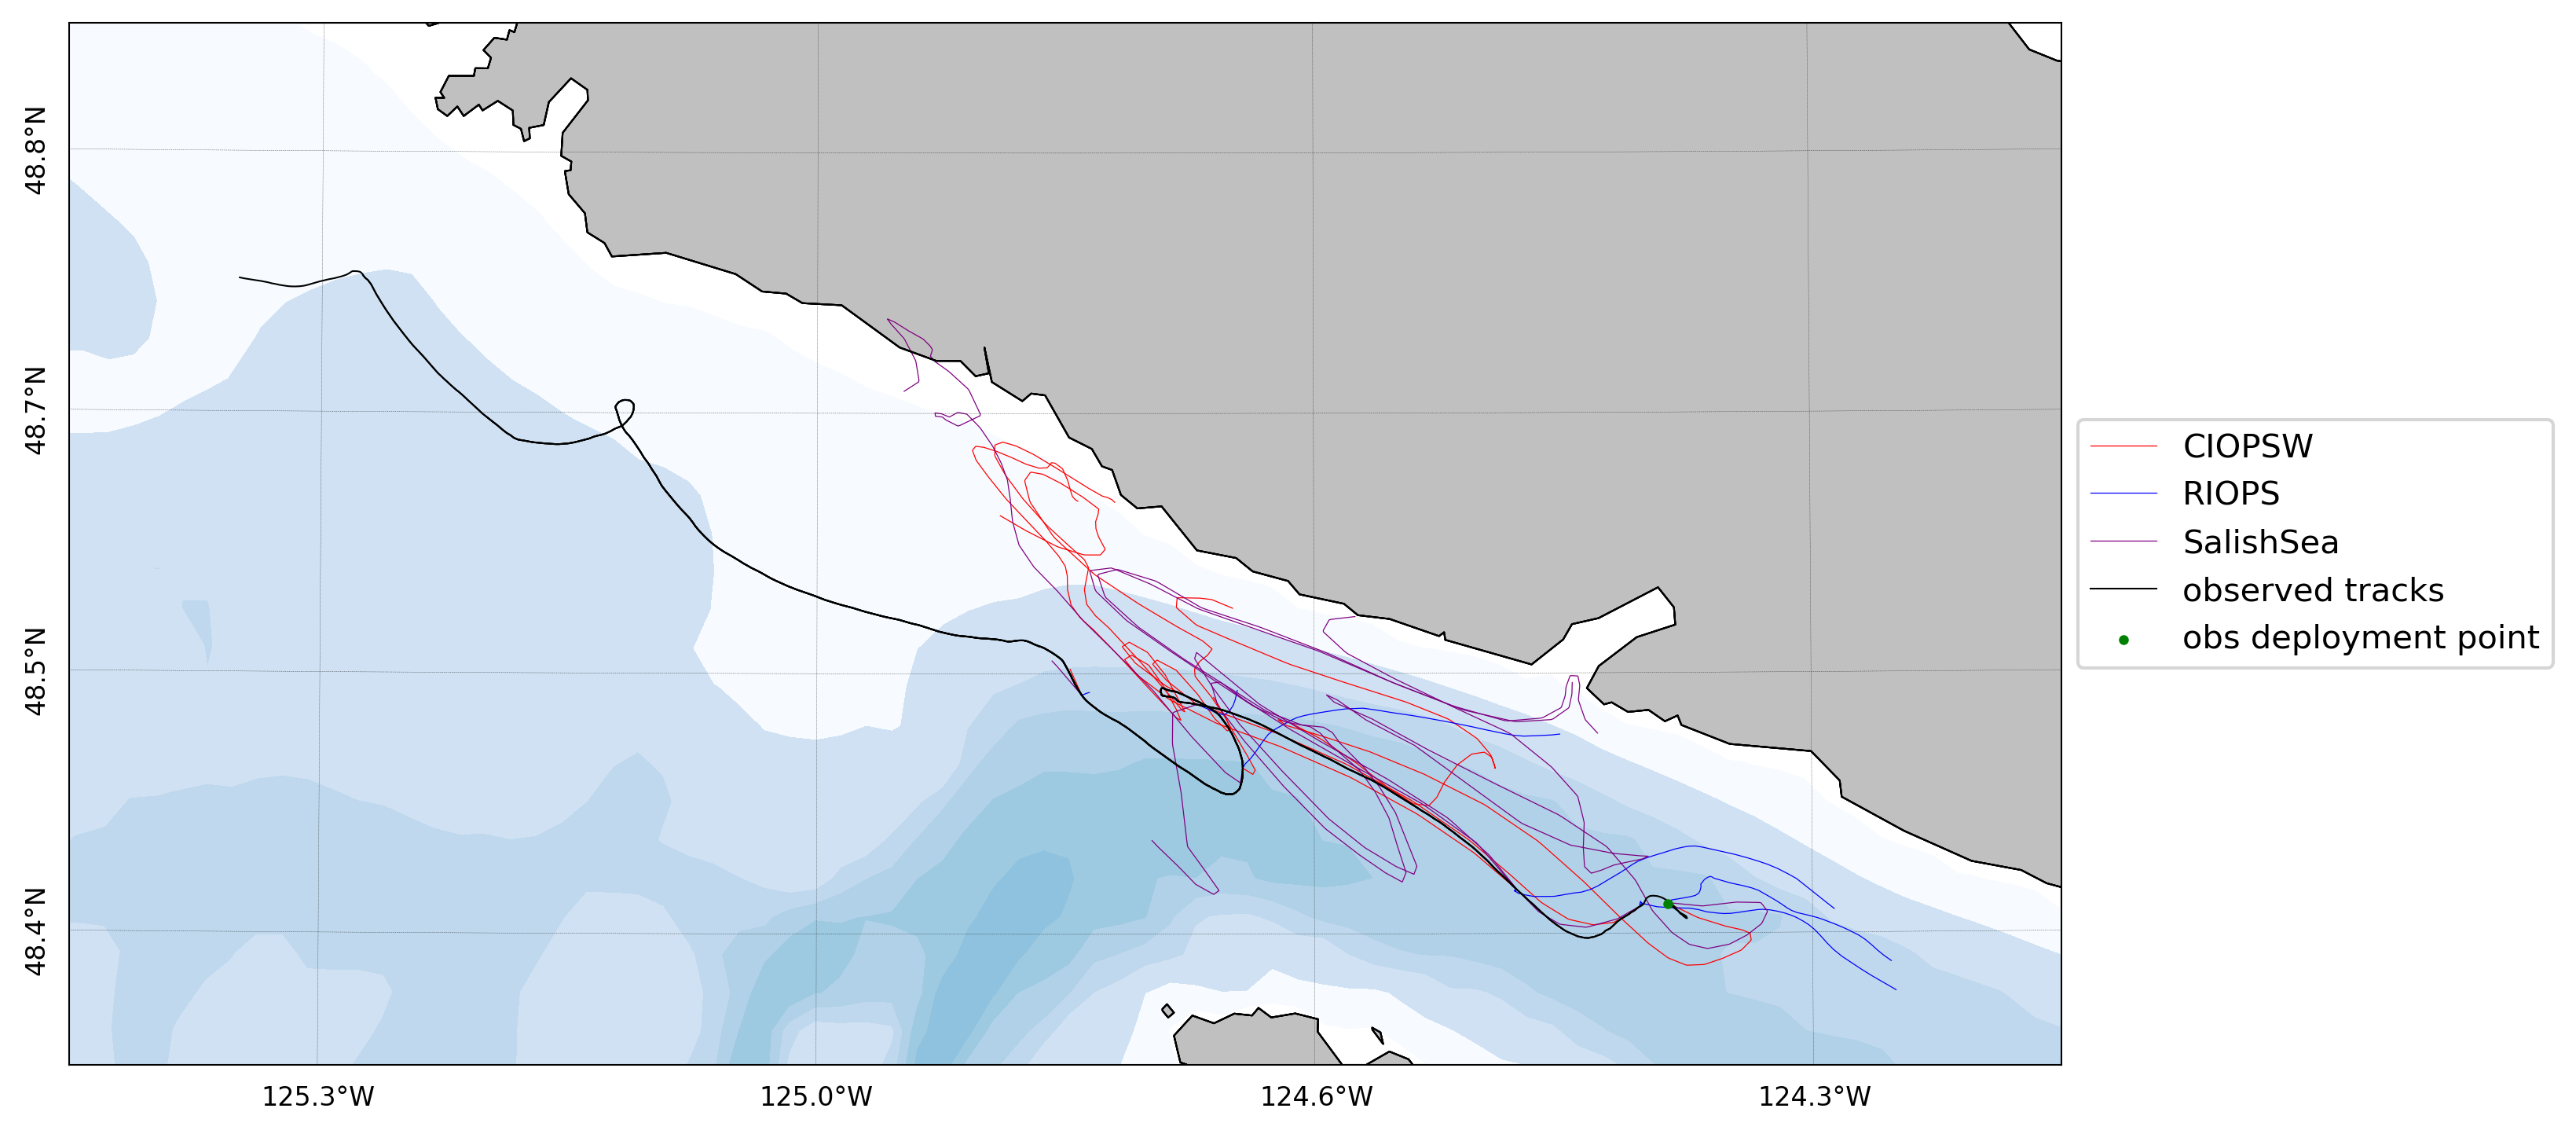 48.8°N
48.7°N
48.5°N
48.4°N
125.3°W
125.0°W
124.6°W
124.3°W
CIOPSW
RIOPS
SalishSea
observed tracks
obs deployment point